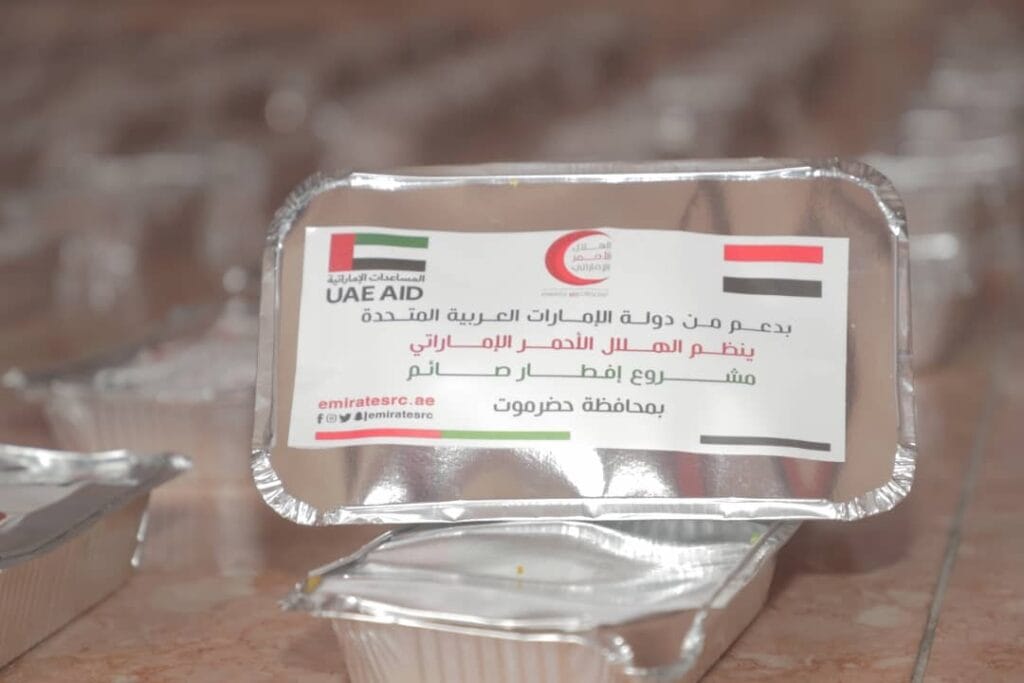 المساعدات الإماراتية
UAE AID
الهلال
الأحمر
الإماراتي
بدعم من دولة الإمارات العربية المتحدة
ينظم الهلال الأحمر الإماراتي
مشروع إفطار صائم
بمحافظة حضرموت
emiratesrc.ae
emiratesrc